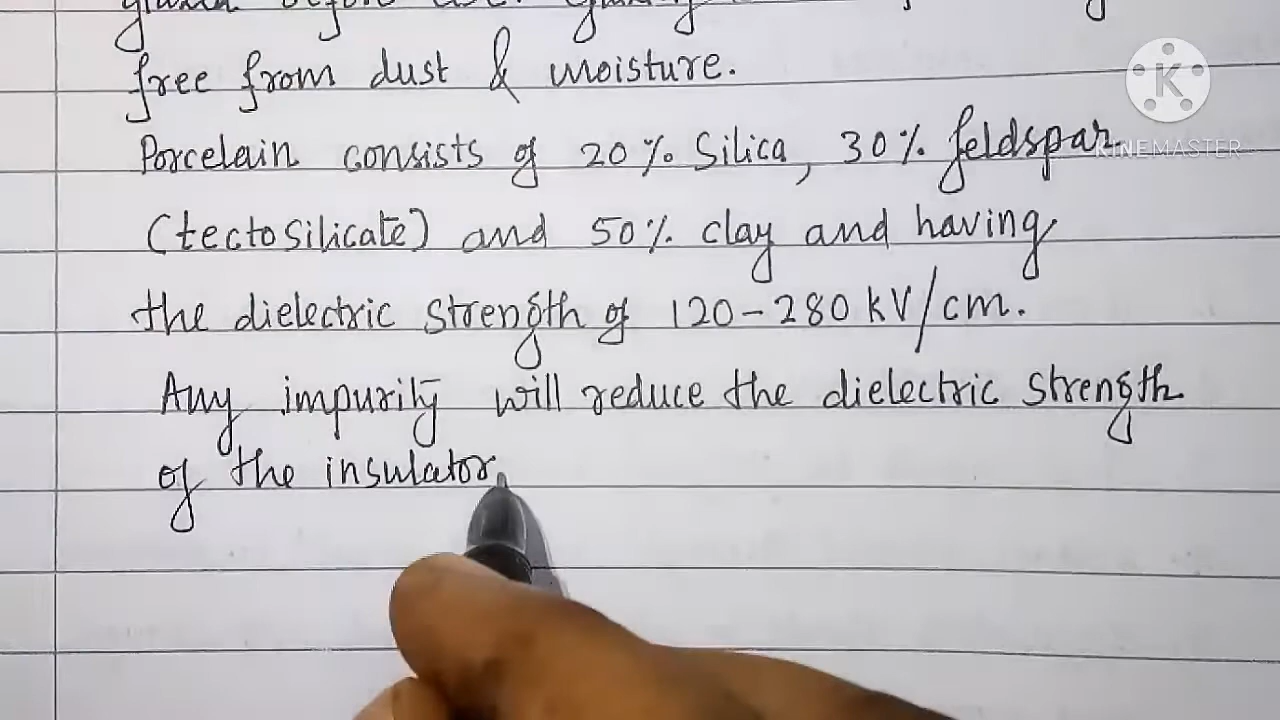 before
free from dust & moisture.
Porcelain consists of 20% Silica, 30% feldspar
(tectosilicate) and 50% clay and having
the dielectric strength of 120-280 kV/cm.
Any impurity will reduce the dielectric strength
of the insulator.
K
KINEMASTER